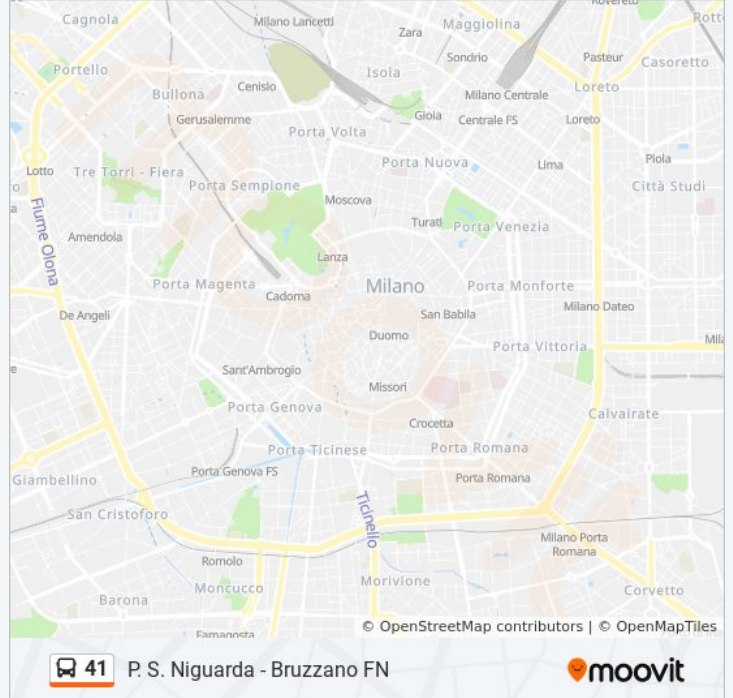 Rovereto
Cagnola
Milano Lancetti
Maggiolina
Rott
Zara
Sondrio
Pasteur
Casoretto
Portello
Isola
Cenisio
Loreto
Bullona
Milano Centrale
Gerusalemme
Gioia
Centrale FS
Loreto
Porta Volta
Lotto
Tre Torri - Fiera
Porta Nuova
Lima
Piola
Porta Sempione
Città Studi
o
Moscova
a
Turati
Porta Venezia
Fiume Olona
Amendola
Lanza
Porta Magenta
Milano
Porta Monforte
Cadorna
Milano Dateo
De Angeli
San Babila
Duomo
Mila
Porta Vittoria
e
Sant'Ambrogio
Missori
Porta Genova
Crocetta
Calvairate
Porta Ticinese
Porta Romana
Porta Genova FS
Giambellino
Porta Romana
San Cristoforo
Ticinello
Milano Porta
Romana
Romolo
Moncucco
Morivione
Corvetto
Barona
Famagosta
© OpenStreetMap contributors | © OpenMapTiles
41 P. S. Niguarda - Bruzzano FN
moovit